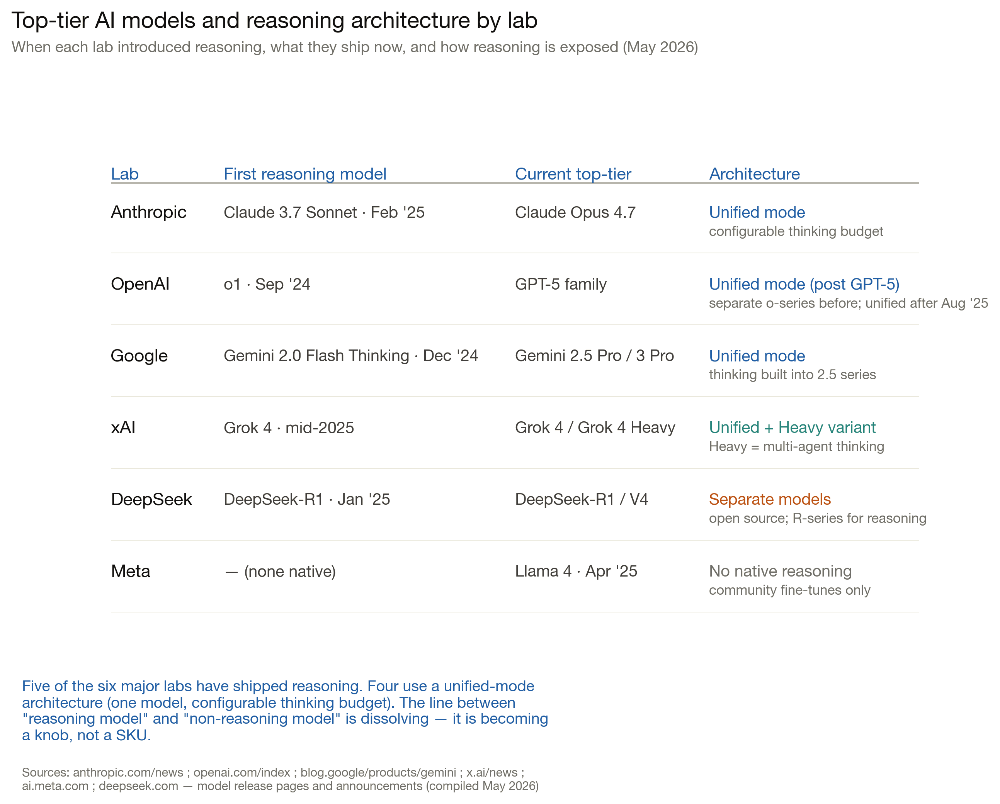 Top-tier AI models and reasoning architecture by lab
When each lab introduced reasoning, what they ship now, and how reasoning is exposed (May 2026)
Lab First reasoning model Current top-tier Architecture
Anthropic Claude 3.7 Sonnet · Feb '25 Claude Opus 4.7 Unified mode
configurable thinking budget
OpenAI o1 · Sep '24 GPT-5 family Unified mode (post GPT-5)
separate o-series before; unified after Aug '25
Google Gemini 2.0 Flash Thinking · Dec '24 Gemini 2.5 Pro / 3 Pro Unified mode
thinking built into 2.5 series
xAI Grok 4 · mid-2025 Grok 4 / Grok 4 Heavy Unified + Heavy variant
Heavy = multi-agent thinking
DeepSeek DeepSeek-R1 · Jan '25 DeepSeek-R1 / V4 Separate models
open source; R-series for reasoning
Meta — (none native) Llama 4 · Apr '25 No native reasoning
community fine-tunes only
Five of the six major labs have shipped reasoning. Four use a unified-mode
architecture (one model, configurable thinking budget). The line between
"reasoning model" and "non-reasoning model" is dissolving — it is becoming
a knob, not a SKU.
Sources: anthropic.com/news ; openai.com/index ; blog.google/products/gemini ; x.ai/news ;
ai.meta.com ; deepseek.com — model release pages and announcements (compiled May 2026)